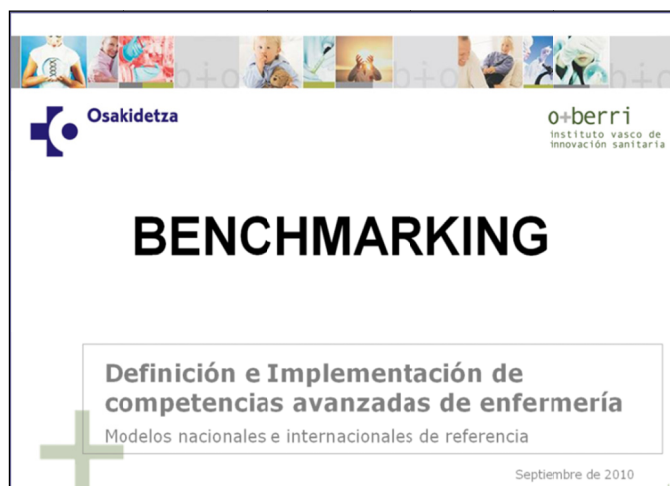 b+o
b+o
b+o
Osakidetza
o+berri
instituto vasco de
innovación sanitaria
BENCHMARKING
Definición e Implementación de
competencias avanzadas de enfermería
Modelos nacionales e internacionales de referencia
Septiembre de 2010